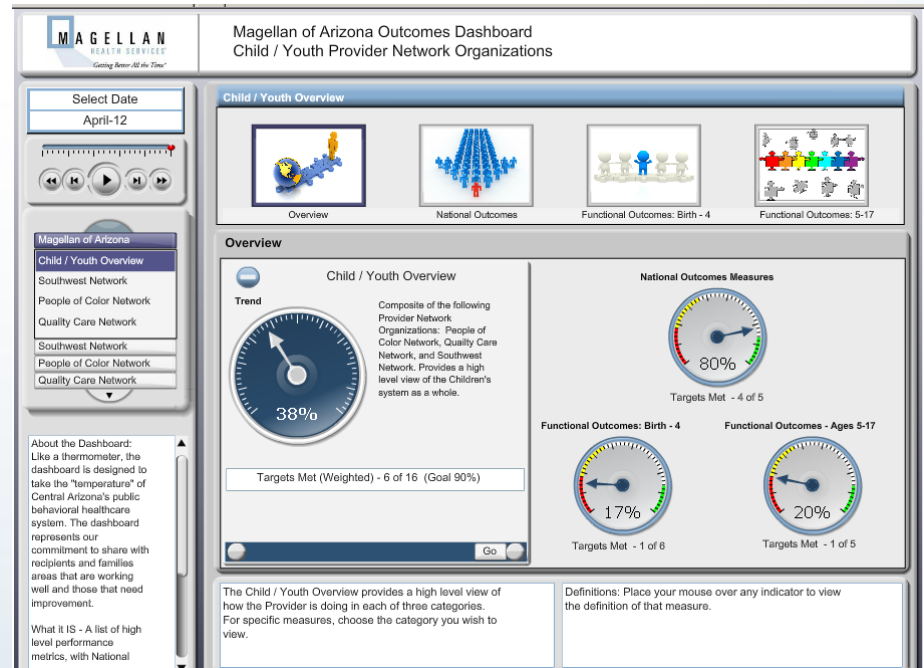 MAGELLAN
HEALTH SERVICES
Getting Better All the Time
Magellan of Arizona Outcomes Dashboard
Child / Youth Provider Network Organizations
Select Date
April-12
Magellan of Arizona
Child / Youth Overview
Southwest Network
People of Color Network
Quality Care Network
Southwest Network
People of Color Network
Quality Care Network
About the Dashboard:
Like a thermometer, the
dashboard is designed to
take the "temperature" of
Central Arizona's public
behavioral healthcare
system. The dashboard
represents our
commitment to share with
recipients and families
areas that are working
well and those that need
improvement.
What it IS - A list of high
level performance
metrics, with National
Child / Youth Overview
Overview
National Outcomes
Functional Outcomes: Birth - 4
Functional Outcomes: 5-17
Overview
Child / Youth Overview
Trend
38%
Composite of the following
Provider Network
Organizations: People of
Color Network, Quailty Care
Network, and Southwest
Network. Provides a high
level view of the Children's
system as a whole.
Targets Met (Weighted) - 6 of 16 (Goal 90%)
Go
National Outcomes Measures
80%
Targets Met - 4 of 5
Functional Outcomes: Birth - 4
17%
Targets Met - 1 of 6
Functional Outcomes - Ages 5-17
20%
Targets Met - 1 of 5
The Child / Youth Overview provides a high level view of
how the Provider is doing in each of three categories.
For specific measures, choose the category you wish to
view.
Definitions: Place your mouse over any indicator to view
the definition of that measure.